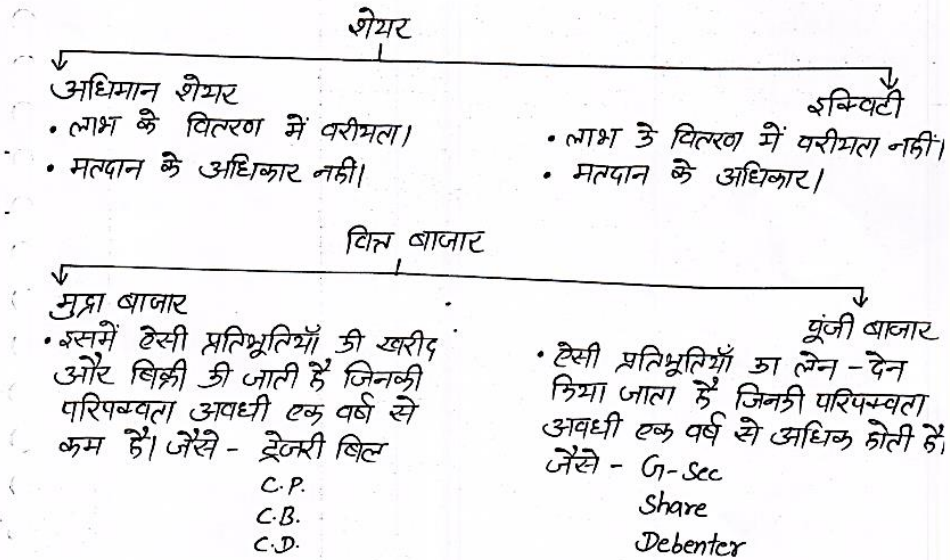 शेयर
अधिमान शेयर
• लाभ के वितरण में वरीयता।
• मतदान के अधिकार नहीं।
इक्विटी
• लाभ के वितरण में वरीयता नहीं।
• मतदान के अधिकार।
वित्त बाजार
मुद्रा बाजार
• इसमें ऐसी प्रतिभूतियाँ की खरीद
और बिक्री की जाती है जिनकी
परिपक्वता अवधी एक वर्ष से
कम है। जैसे - ट्रेजरी बिल
C.P.
C.B.
C.D.
पूंजी बाजार
• ऐसी प्रतिभूतियाँ का लेन-देन
किया जाता है जिनकी परिपक्वता
अवधी एक वर्ष से अधिक होती है।
जैसे - G-Sec
Share
Debenter